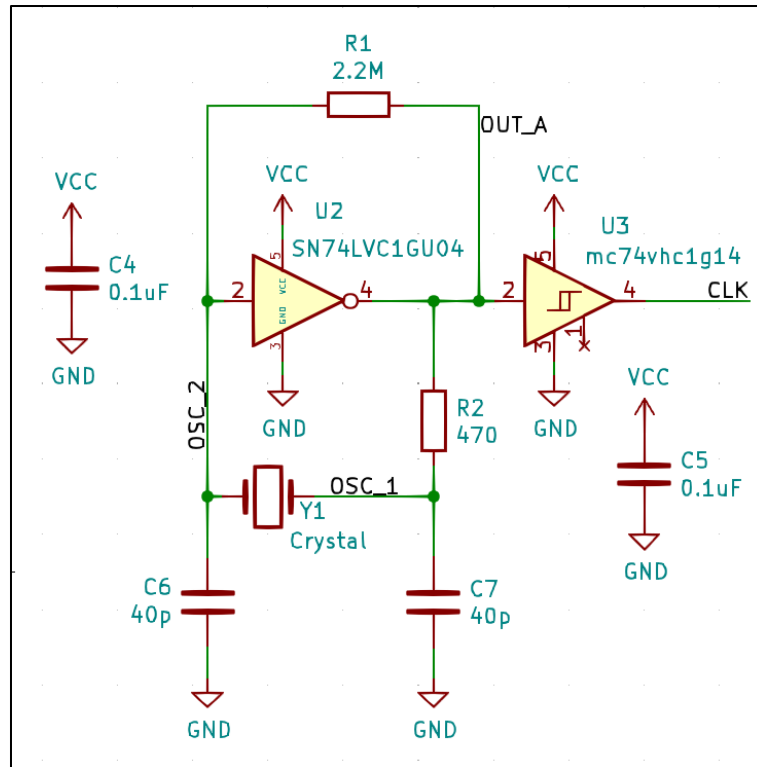 R1
2.2M
OUT_A
VCC
U2
SN74LVC1GU04
VCC
U3
mc74vhc1g14
VCC
C4
0.1uF
GND
5
VCC
GND
2
4
3
GND
5
2
4
3
1
CLK
GND
OSC_2
R2
470
VCC
C5
0.1uF
GND
OSC_1
Y1
Crystal
C6
40p
C7
40p
GND
GND